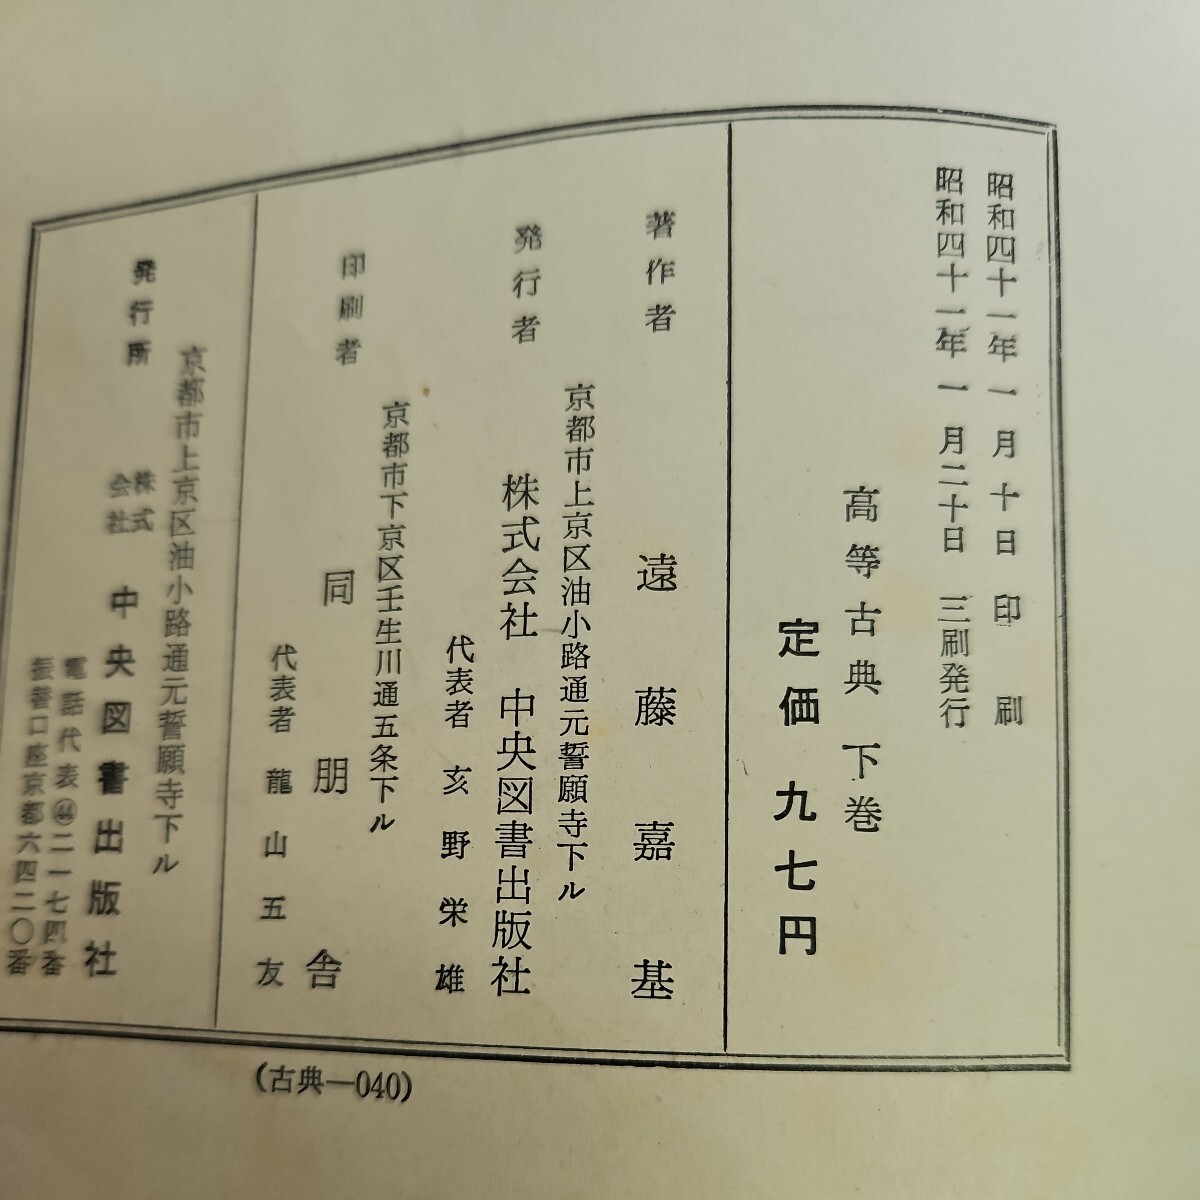 昭和四十一年一月十日印刷
昭和四十一年一月二十日三刷発行
高等古典下巻
定価九七円
著作者 遠藤嘉基
京都市上京区油小路通元誓願寺下ル
発行者 株式会社 中央図書出版社
代表者 亥野栄雄
京都市下京区壬生川通五条下ル
印刷者 同朋舎
代表者 龍山五友
京都市上京区油小路通元誓願寺下ル
発行所 株式会社 中央図書出版社
電話代表㊹二一七四番
振替口座京都六四二〇番
(古典—040)